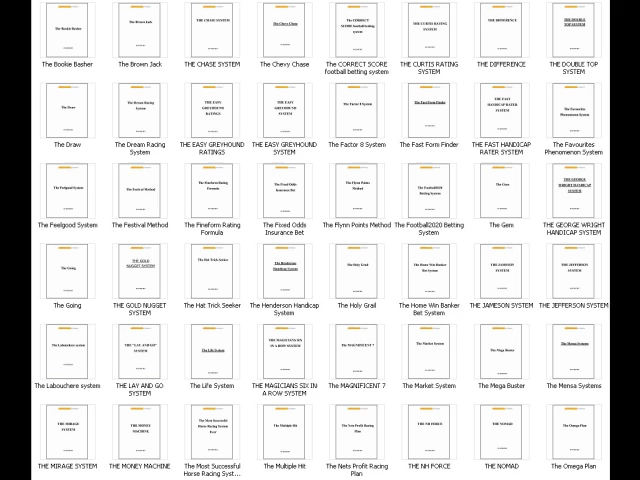 The Bookie Basher
The Brown Jack
THE CHASE SYSTEM
The Chevy Chase
The CORRECT SCORE football betting system
THE CURTIS RATING SYSTEM
THE DIFFERENCE
THE DOUBLE TOP SYSTEM
The Draw
The Dream Racing System
THE EASY GREYHOUND RATINGS
THE EASY GREYHOUND SYSTEM
The Factor 8 System
The Fast Form Finder
THE FAST HANDICAP RATER SYSTEM
The Favourites Phenomenon System
The Feelgood System
The Festival Method
The Fineform Rating Formula
The Fixed Odds Insurance Bet
The Flynn Points Method
The Football2020 Betting System
The Gem
THE GEORGE WRIGHT HANDICAP SYSTEM
The Going
THE GOLD NUGGET SYSTEM
The Hat Trick Seeker
The Henderson Handicap System
The Holy Grail
The Home Win Banker Bet System
THE JAMESON SYSTEM
THE JEFFERSON SYSTEM
The Labouchere system
THE LAY AND GO SYSTEM
The Life System
THE MAGICIANS SIX IN A ROW SYSTEM
The MAGNIFICENT 7
The Market System
The Mega Buster
The Mensa Systems
THE MIRAGE SYSTEM
THE MONEY MACHINE
The Most Successful Horse Racing Syst...
The Multiple Hit
The Nets Profit Racing Plan
THE NH FORCE
THE NOMAD
The Omega Plan